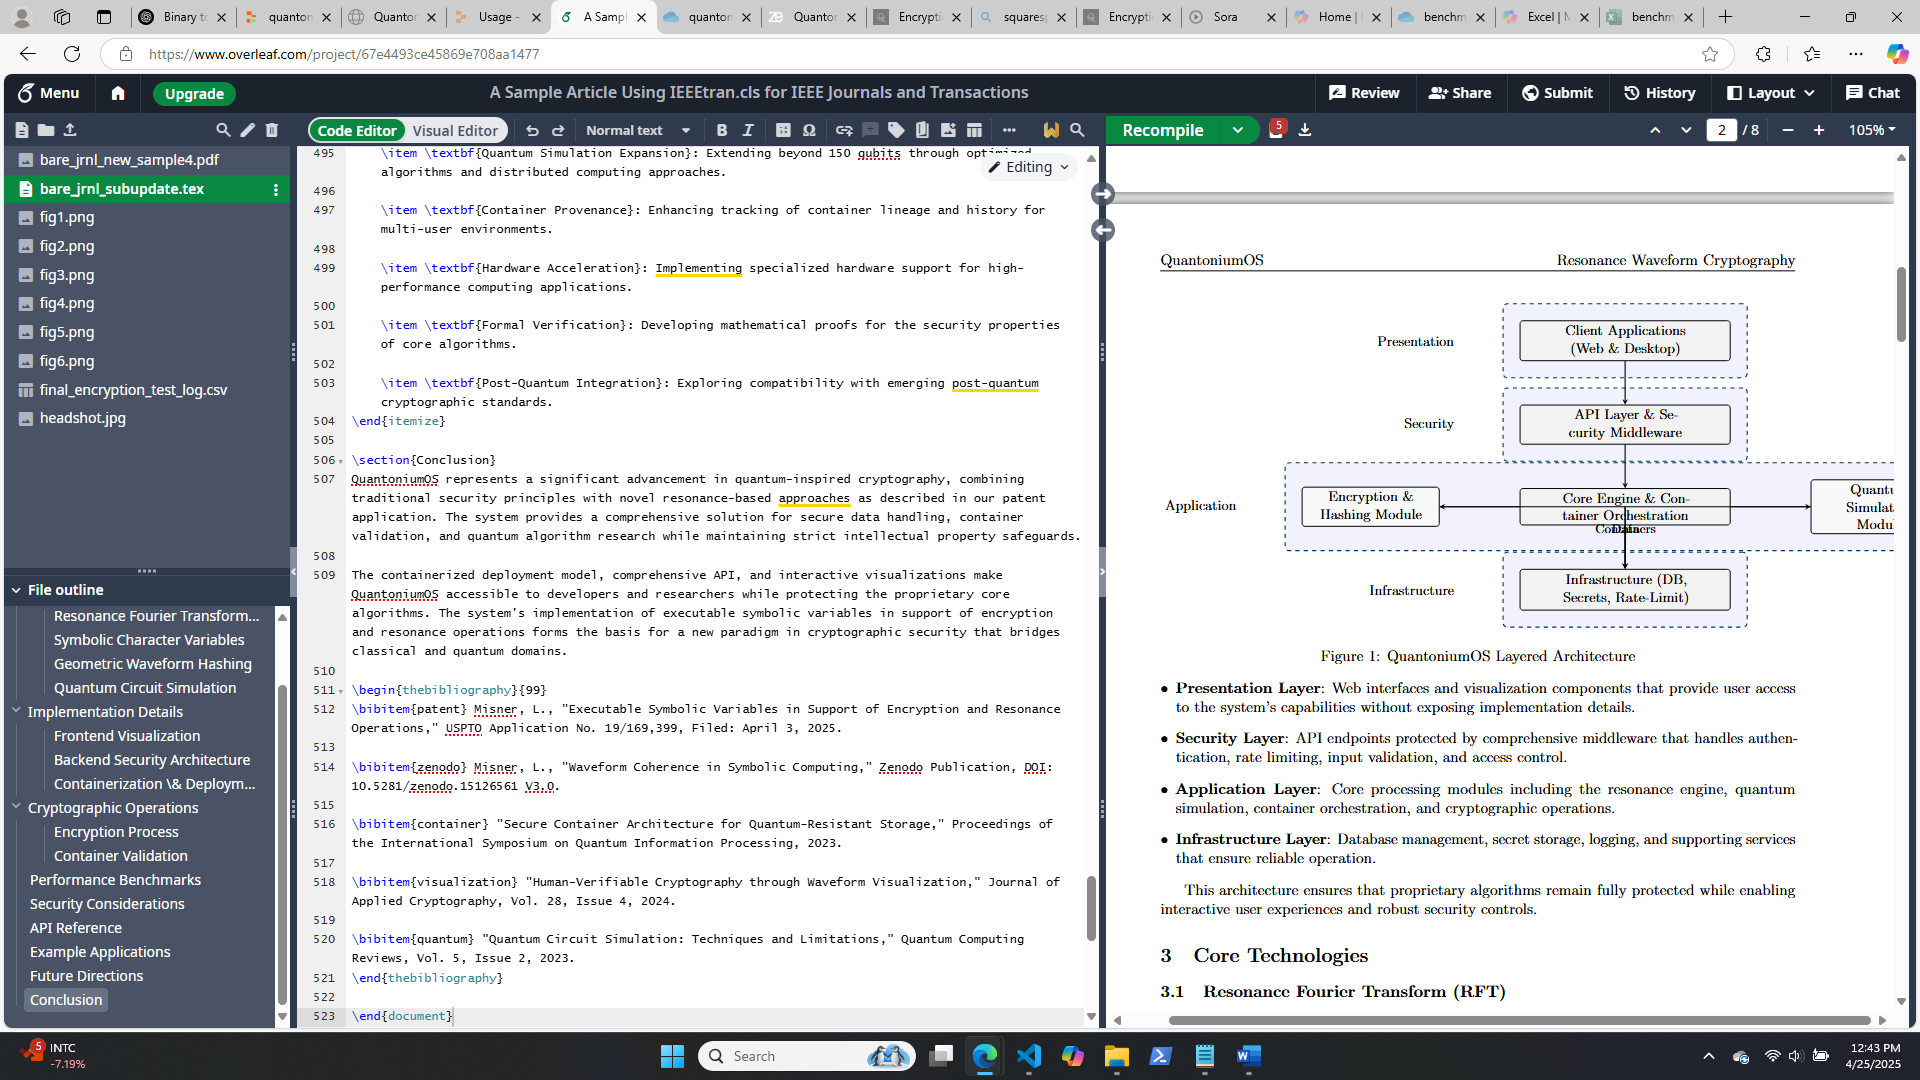 Binary to
quantor
Quantor
Usage -
A Sampl
quantor
Quantor
Encrypti
squaresp
Encrypti
Sora
Home |
benchm
Excel | M
benchm
https://www.overleaf.com/project/67e4493ce45869e708aa1477
Menu
Upgrade
A Sample Article Using IEEEtran.cls for IEEE Journals and Transactions
Review
Share
Submit
History
Layout
Chat
Code Editor
Visual Editor
Normal text
Recompile
5
2 / 8
105%
Editing
bare_jrnl_new_sample4.pdf
bare_jrnl_subupdate.tex
fig1.png
fig2.png
fig3.png
fig4.png
fig5.png
fig6.png
final_encryption_test_log.csv
headshot.jpg
File outline
Resonance Fourier Transform...
Symbolic Character Variables
Geometric Waveform Hashing
Quantum Circuit Simulation
Implementation Details
Frontend Visualization
Backend Security Architecture
Containerization \& Deploym...
Cryptographic Operations
Encryption Process
Container Validation
Performance Benchmarks
Security Considerations
API Reference
Example Applications
Future Directions
Conclusion
495 \item \textbf{Quantum Simulation Expansion}: Extending beyond 150 qubits through optimized
algorithms and distributed computing approaches.
496
497 \item \textbf{Container Provenance}: Enhancing tracking of container lineage and history for
multi-user environments.
498
499 \item \textbf{Hardware Acceleration}: Implementing specialized hardware support for high-
performance computing applications.
500
501 \item \textbf{Formal Verification}: Developing mathematical proofs for the security properties
of core algorithms.
502
503 \item \textbf{Post-Quantum Integration}: Exploring compatibility with emerging post-quantum
cryptographic standards.
504 \end{itemize}
505
506 \section{Conclusion}
507 QuantoniumOS represents a significant advancement in quantum-inspired cryptography, combining
traditional security principles with novel resonance-based approaches as described in our patent
application. The system provides a comprehensive solution for secure data handling, container
validation, and quantum algorithm research while maintaining strict intellectual property safeguards.
508
509 The containerized deployment model, comprehensive API, and interactive visualizations make
QuantoniumOS accessible to developers and researchers while protecting the proprietary core
algorithms. The system's implementation of executable symbolic variables in support of encryption
and resonance operations forms the basis for a new paradigm in cryptographic security that bridges
classical and quantum domains.
510
511 \begin{thebibliography}{99}
512 \bibitem{patent} Misner, L., "Executable Symbolic Variables in Support of Encryption and Resonance
Operations," USPTO Application No. 19/169,399, Filed: April 3, 2025.
513
514 \bibitem{zenodo} Misner, L., "Waveform Coherence in Symbolic Computing," Zenodo Publication, DOI:
10.5281/zenodo.15126561 V3.0.
515
516 \bibitem{container} "Secure Container Architecture for Quantum-Resistant Storage," Proceedings of
the International Symposium on Quantum Information Processing, 2023.
517
518 \bibitem{visualization} "Human-Verifiable Cryptography through Waveform Visualization," Journal of
Applied Cryptography, Vol. 28, Issue 4, 2024.
519
520 \bibitem{quantum} "Quantum Circuit Simulation: Techniques and Limitations," Quantum Computing
Reviews, Vol. 5, Issue 2, 2023.
521 \end{thebibliography}
522
523 \end{document}
QuantoniumOS Resonance Waveform Cryptography
Presentation
Client Applications
(Web & Desktop)
Security
API Layer & Se-
curity Middleware
Application
Encryption &
Hashing Module
Core Engine & Con-
tainer Orchestration
Containers
Data
Quantu
Simulat
Modul
Infrastructure
Infrastructure (DB,
Secrets, Rate-Limit)
Figure 1: QuantoniumOS Layered Architecture
• Presentation Layer: Web interfaces and visualization components that provide user access
to the system's capabilities without exposing implementation details.
• Security Layer: API endpoints protected by comprehensive middleware that handles authen-
tication, rate limiting, input validation, and access control.
• Application Layer: Core processing modules including the resonance engine, quantum
simulation, container orchestration, and cryptographic operations.
• Infrastructure Layer: Database management, secret storage, logging, and supporting services
that ensure reliable operation.
This architecture ensures that proprietary algorithms remain fully protected while enabling
interactive user experiences and robust security controls.
3 Core Technologies
3.1 Resonance Fourier Transform (RFT)
5
INTC
-7.19%
Search
12:43 PM
4/25/2025